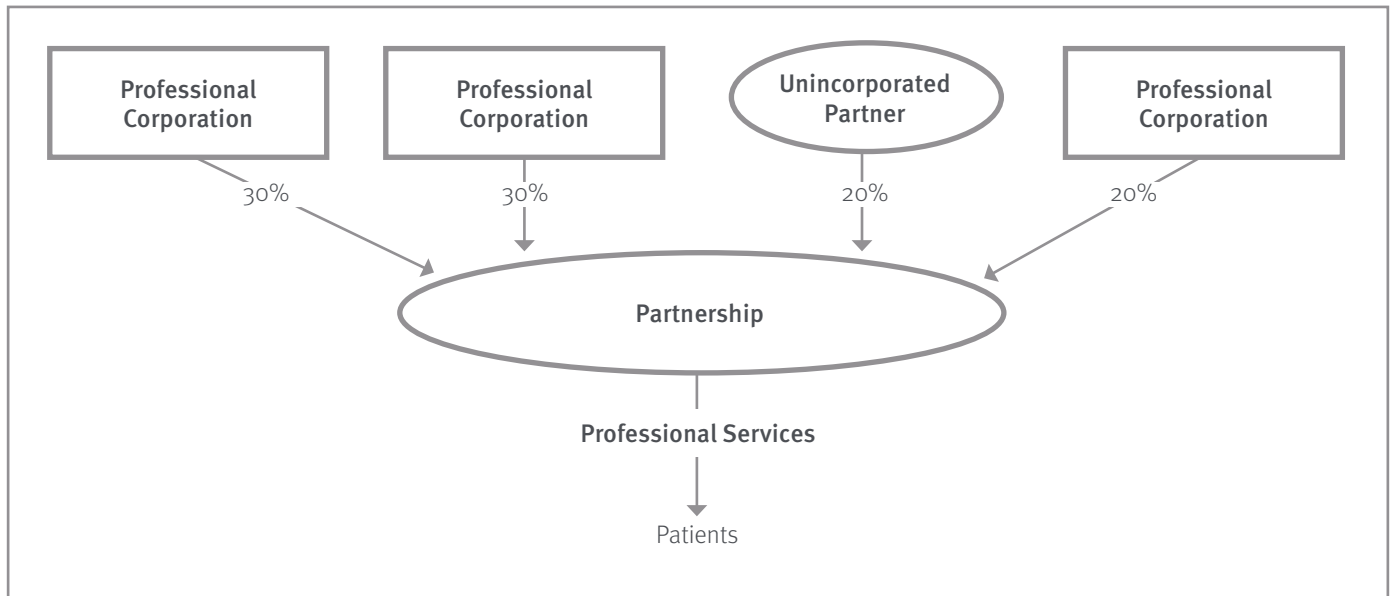 Professional
Corporation
Professional
Corporation
Unincorporated
Partner
Professional
Corporation
30%
30%
20%
20%
Partnership
Professional Services
Patients